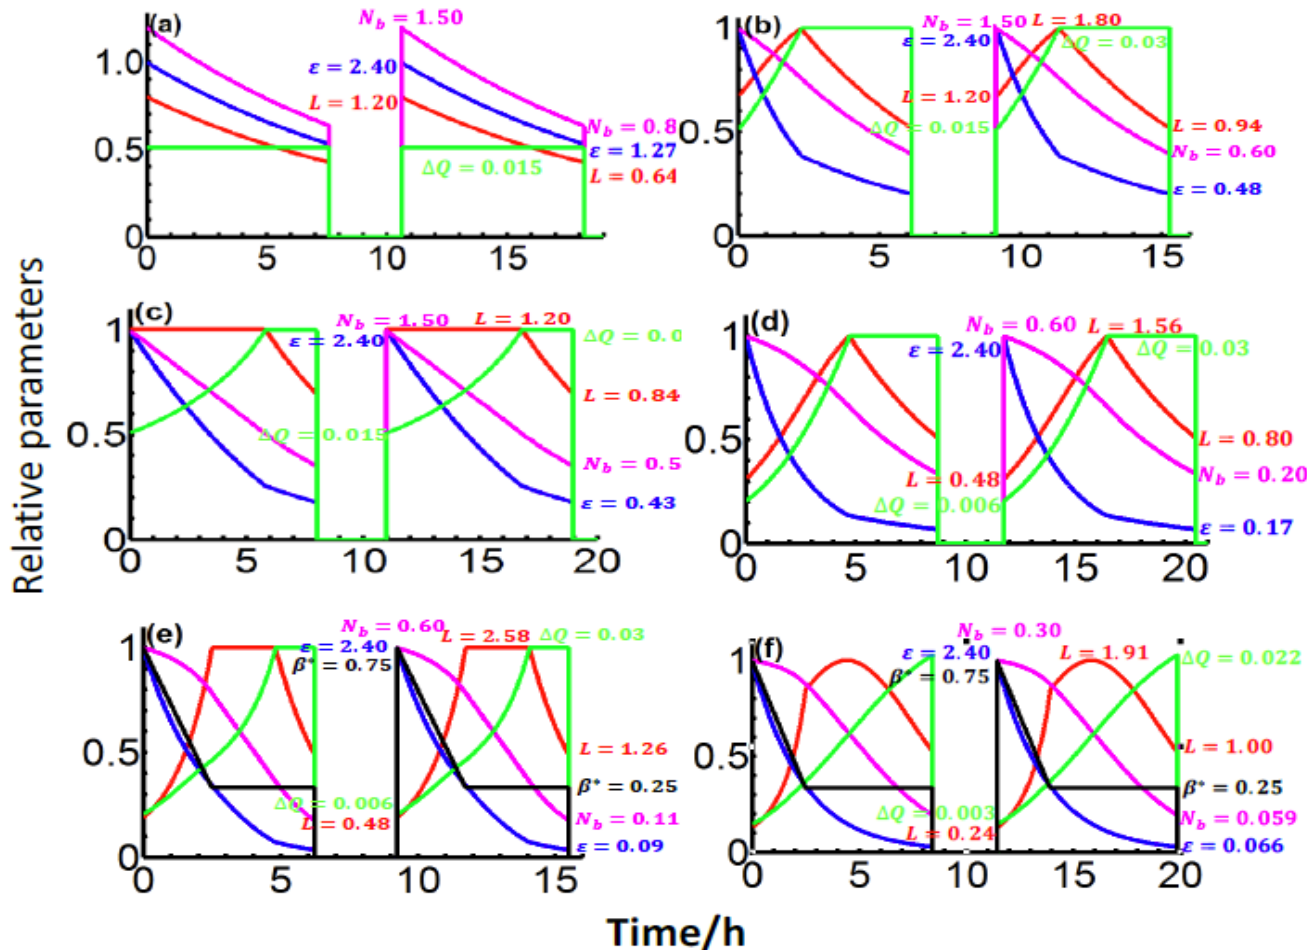 (a)
N_b = 1.50
ε = 2.40
L = 1.20
N_b = 0.8
ε = 1.27
L = 0.64
ΔQ = 0.015
1.0
0.5
0
0 5 10 15
(b)
N_b = 1.50
L = 1.80
ε = 2.40
ΔQ = 0.03
L = 1.20
ΔQ = 0.015
L = 0.94
N_b = 0.60
ε = 0.48
1
0.5
0
0 5 10 15
(c)
N_b = 1.50
L = 1.20
ε = 2.40
ΔQ = 0.0
L = 0.84
ΔQ = 0.015
N_b = 0.5
ε = 0.43
1
0.5
0
0 5 10 15 20
(d)
N_b = 0.60
L = 1.56
ε = 2.40
ΔQ = 0.03
L = 0.80
L = 0.48
N_b = 0.20
ΔQ = 0.006
ε = 0.17
1
0.5
0
0 5 10 15 20
(e)
N_b = 0.60
L = 2.58
ΔQ = 0.03
ε = 2.40
β* = 0.75
L = 1.26
β* = 0.25
ΔQ = 0.006
L = 0.48
N_b = 0.11
ε = 0.09
1
0.5
0
0 5 10 15
(f)
N_b = 0.30
ε = 2.40
L = 1.91
ΔQ = 0.022
β* = 0.75
L = 1.00
β* = 0.25
ΔQ = 0.003
N_b = 0.059
L = 0.24
ε = 0.066
1
0.5
0
0 5 10 15 20
Relative parameters
Time/h